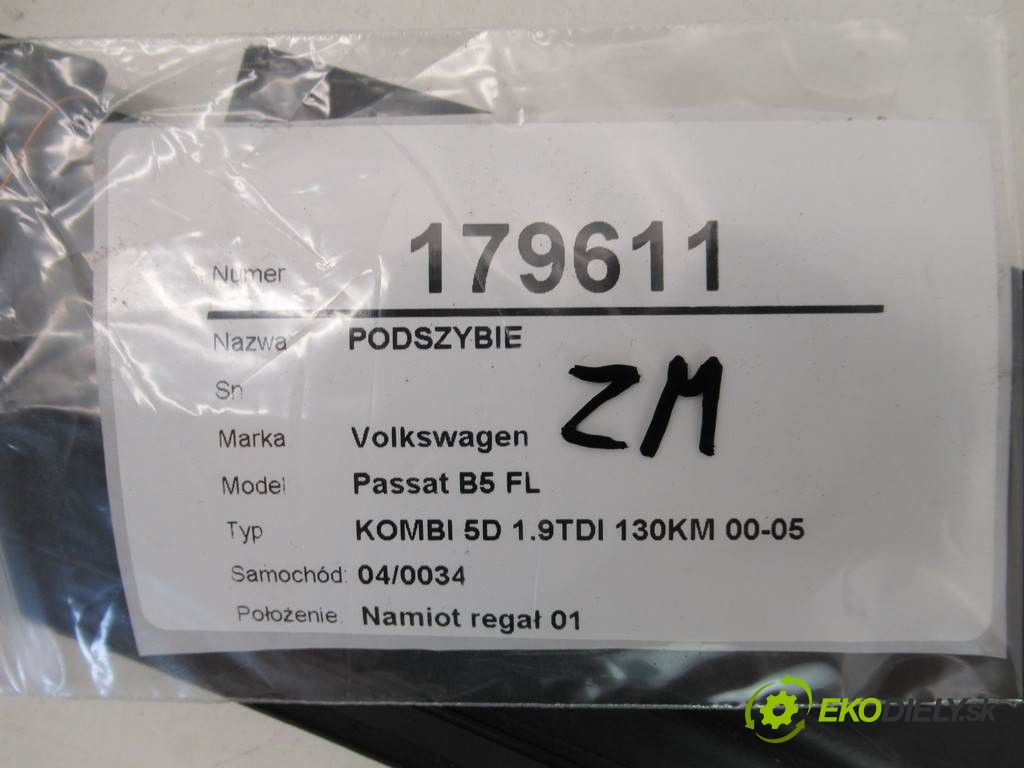 Numer 179611
Nazwa PODSZYBIE
Sn
ZM
Marka Volkswagen
Model Passat B5 FL
Typ KOMBI 5D 1.9TDI 130KM 00-05
Samochód: 04/0034
Położenie. Namiot regał 01
EKODIELY.SK